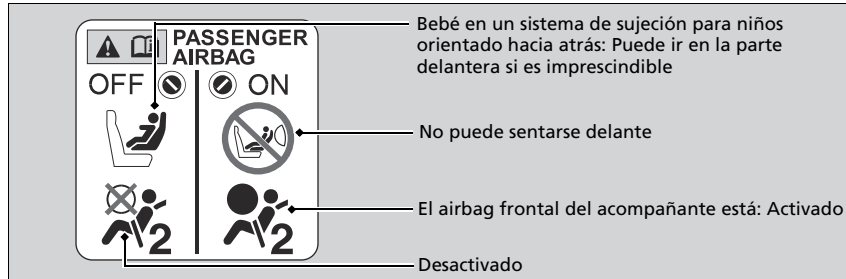 PASSENGER
AIRBAG
OFF
ON
2
2
Bebé en un sistema de sujeción para niños
orientado hacia atrás: Puede ir en la parte
delantera si es imprescindible
No puede sentarse delante
El airbag frontal del acompañante está: Activado
Desactivado